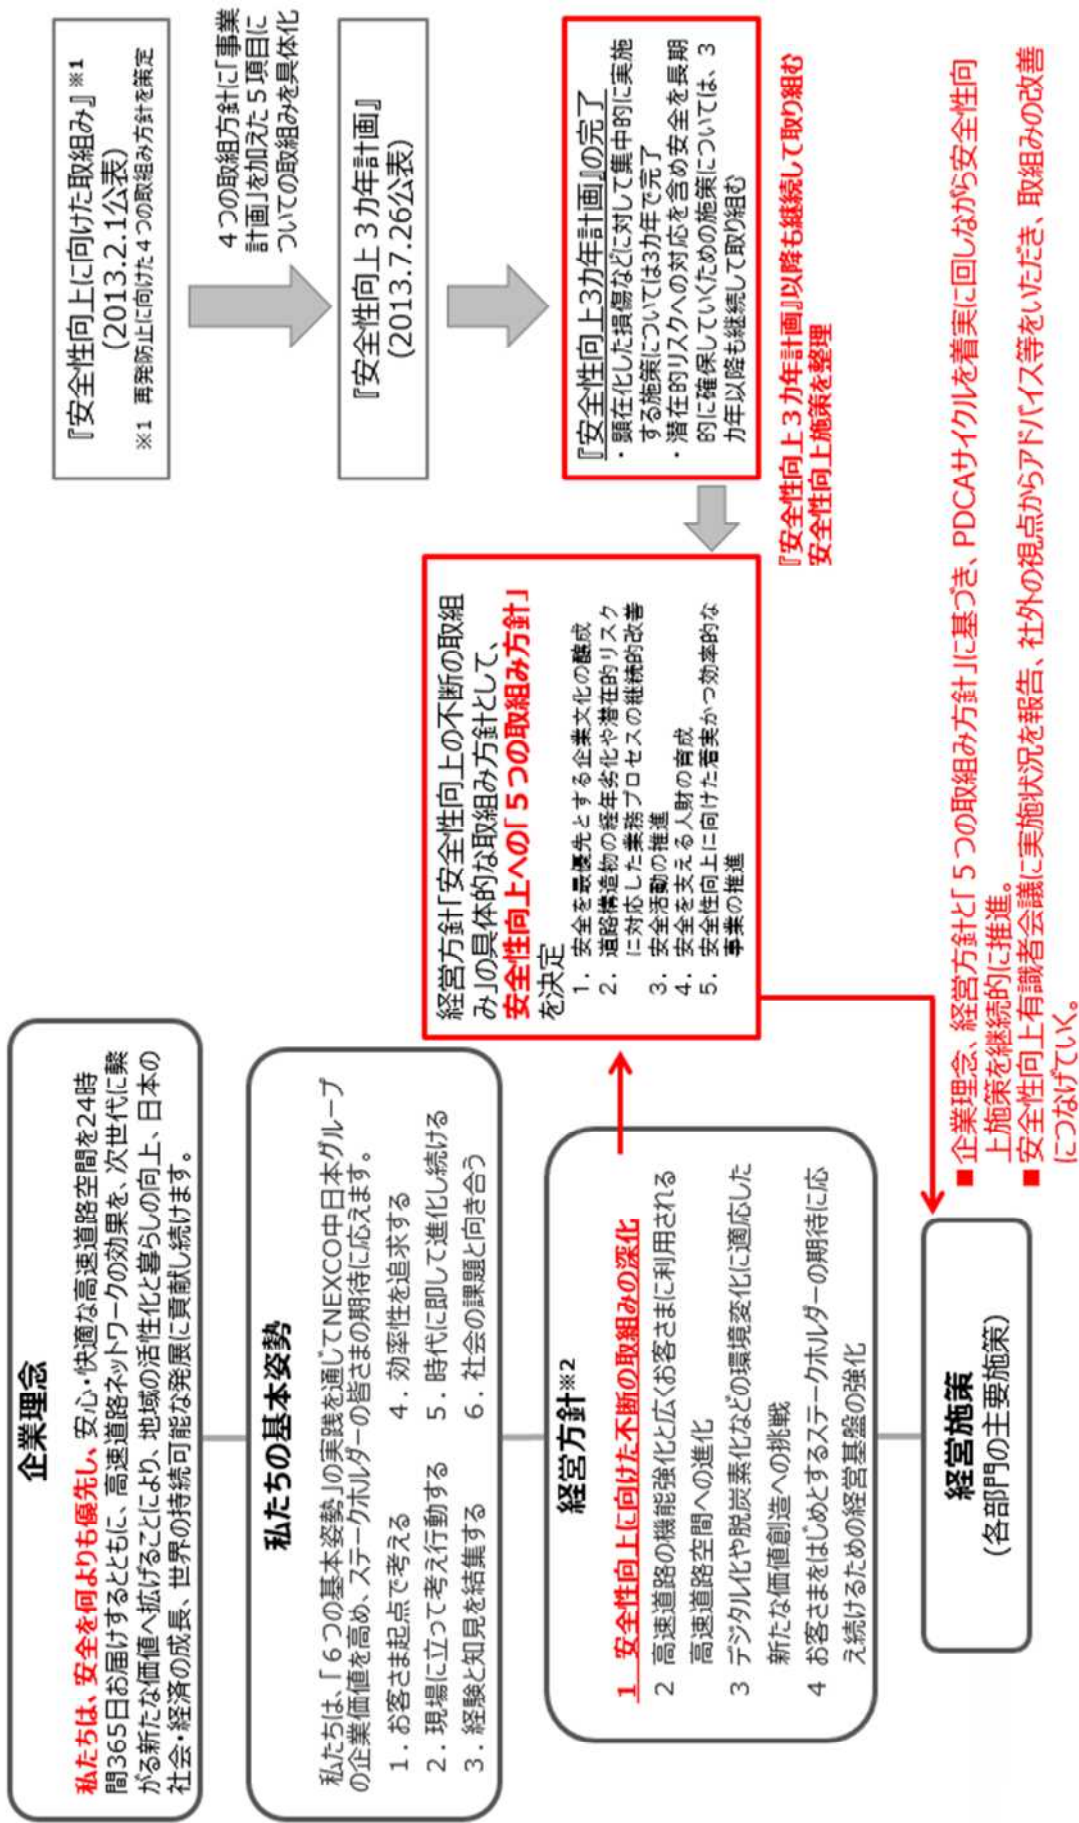 企業理念
私たちは、安全を何よりも優先し、安心・快適な高速道路空間を24時
間365日お届けするとともに、高速道路ネットワークの効果を、次世代に繋
がる新たな価値へ拡げることにより、地域の活性化と暮らしの向上、日本の
社会・経済の成長、世界の持続可能な発展に貢献し続けます。
私たちの基本姿勢
私たちは、「６つの基本姿勢」の実践を通してNEXCO中日本グループ
の企業価値を高め、ステークホルダーの皆さまの期待に応えます。
１．お客さま起点で考える
２．現場に立って考え行動する
３．経験と知見を結集する
４．効率性を追求する
５．時代に即して進化し続ける
６．社会の課題と向き合う
経営方針※2
1 安全性向上に向けた不断の取組みの深化
2 高速道路の機能強化と広くお客さまに利用される
高速道路空間への進化
3 デジタル化や脱炭素化などの環境変化に適応した
新たな価値創造への挑戦
4 お客さまをはじめとするステークホルダーの期待に応
え続けるための経営基盤の強化
経営施策
(各部門の主要施策)
『安全性向上に向けた取組み』※1
(2013.2.1公表)
※1 再発防止に向けた４つの取組み方針を策定
４つの取組方針に「事業
計画」を加えた５項目に
ついての取組みを具体化
『安全性向上３カ年計画』
(2013.7.26公表)
『安全性向上3カ年計画』の完了
・顕在化した損傷などに対して集中的に実施
する施策については3カ年で完了
・潜在的リスクへの対応を含め安全を長期
的に確保していくための施策については、３
カ年以降も継続して取り組む
『安全性向上３カ年計画』以降も継続して取り組む
安全性向上施策を整理
経営方針「安全性向上の不断の取組
み」の具体的な取組み方針として、
安全性向上への「５つの取組み方針」
を決定
１．安全を最優先とする企業文化の醸成
２．道路構造物の経年劣化や潜在的リスク
に対応した業務プロセスの継続的改善
３．安全活動の推進
４．安全を支える人財の育成
５．安全性向上に向けた着実かつ効率的な
事業の推進
■企業理念、経営方針と「５つの取組み方針」に基づき、PDCAサイクルを着実に回しながら安全性向
上施策を継続的に推進。
■安全性向上有識者会議に実施状況を報告、社外の視点からアドバイス等をいただき、取組みの改善
につなげていく。